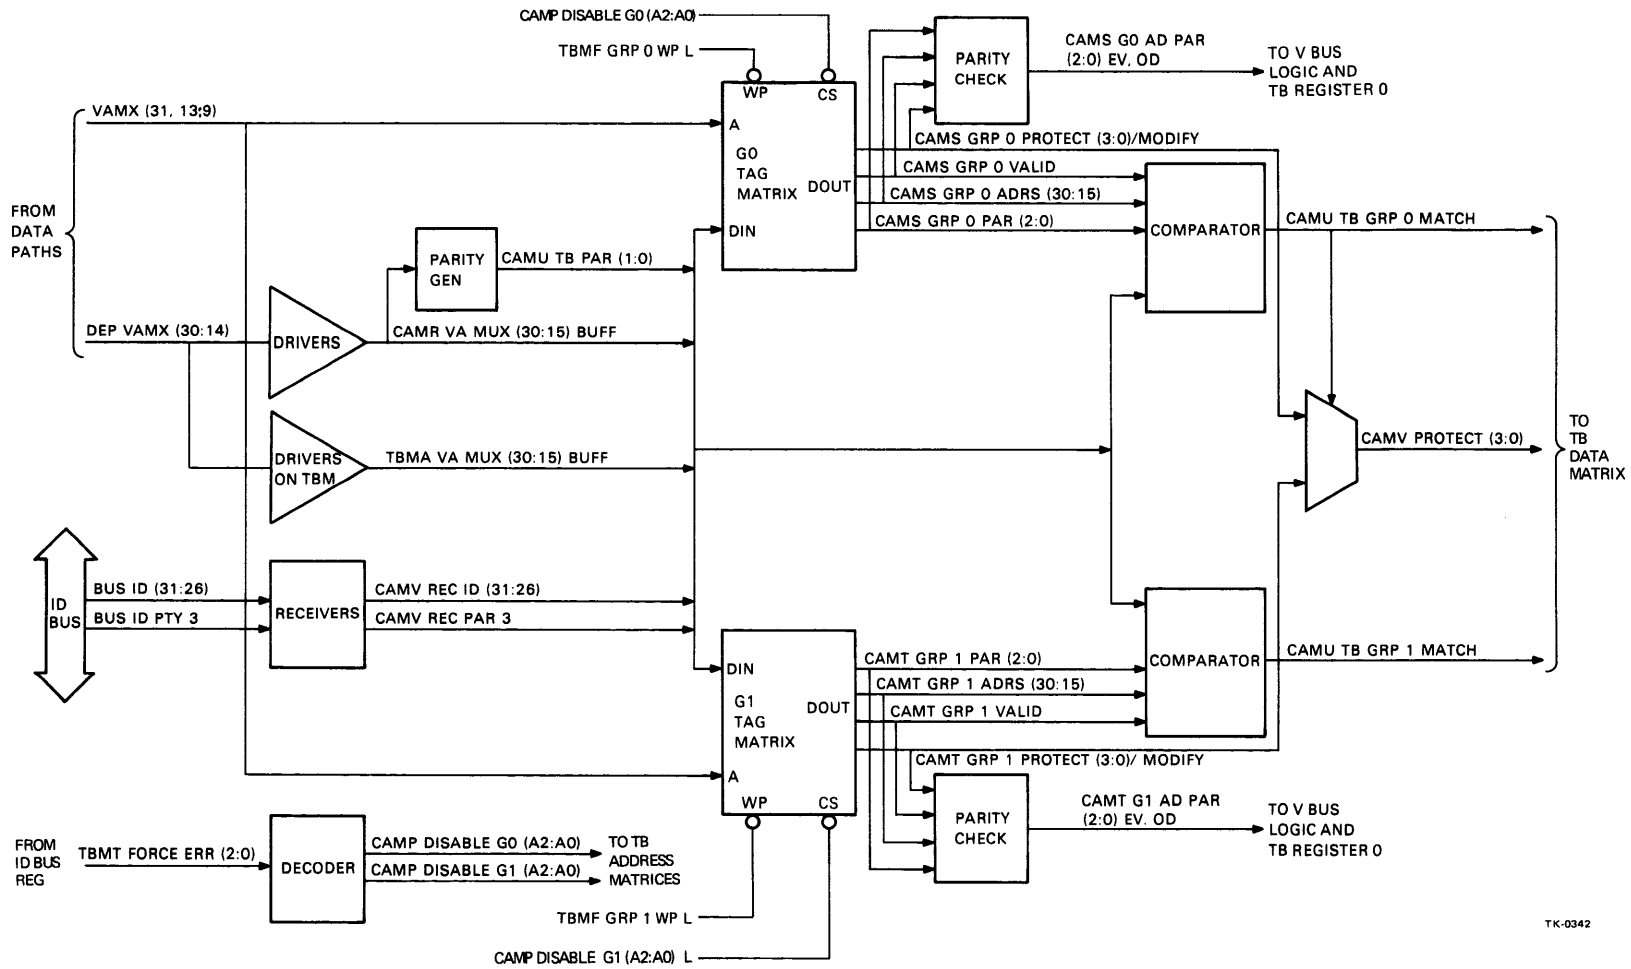 CAMP DISABLE G0 (A2:A0)
TBMF GRP 0 WP L
WP
CS
A
G0
TAG
MATRIX
DOUT
DIN
PARITY
CHECK
CAMS G0 AD PAR
(2:0) EV, OD
TO V BUS
LOGIC AND
TB REGISTER 0
VAMX (31, 13:9)
CAMS GRP 0 PROTECT (3:0)/MODIFY
CAMS GRP 0 VALID
CAMS GRP 0 ADRS (30:15)
CAMS GRP 0 PAR (2:0)
COMPARATOR
CAMU TB GRP 0 MATCH
FROM
DATA
PATHS
PARITY
GEN
CAMU TB PAR (1:0)
DEP VAMX (30:14)
DRIVERS
CAMR VA MUX (30:15) BUFF
DRIVERS
ON TBM
TBMA VA MUX (30:15) BUFF
CAMV PROTECT (3:0)
TO
TB
DATA
MATRIX
ID
BUS
BUS ID (31:26)
BUS ID PTY 3
RECEIVERS
CAMV REC ID (31:26)
CAMV REC PAR 3
DIN
G1
TAG
MATRIX
DOUT
A
WP
CS
CAMT GRP 1 PAR (2:0)
CAMT GRP 1 ADRS (30:15)
CAMT GRP 1 VALID
CAMT GRP 1 PROTECT (3:0)/ MODIFY
COMPARATOR
CAMU TB GRP 1 MATCH
PARITY
CHECK
CAMT G1 AD PAR
(2:0) EV. OD
TO V BUS
LOGIC AND
TB REGISTER 0
FROM
ID BUS
REG
TBMT FORCE ERR (2:0)
DECODER
CAMP DISABLE G0 (A2:A0)
CAMP DISABLE G1 (A2:A0)
TO TB
ADDRESS
MATRICES
TBMF GRP 1 WP L
CAMP DISABLE G1 (A2:A0) L
TK-0342